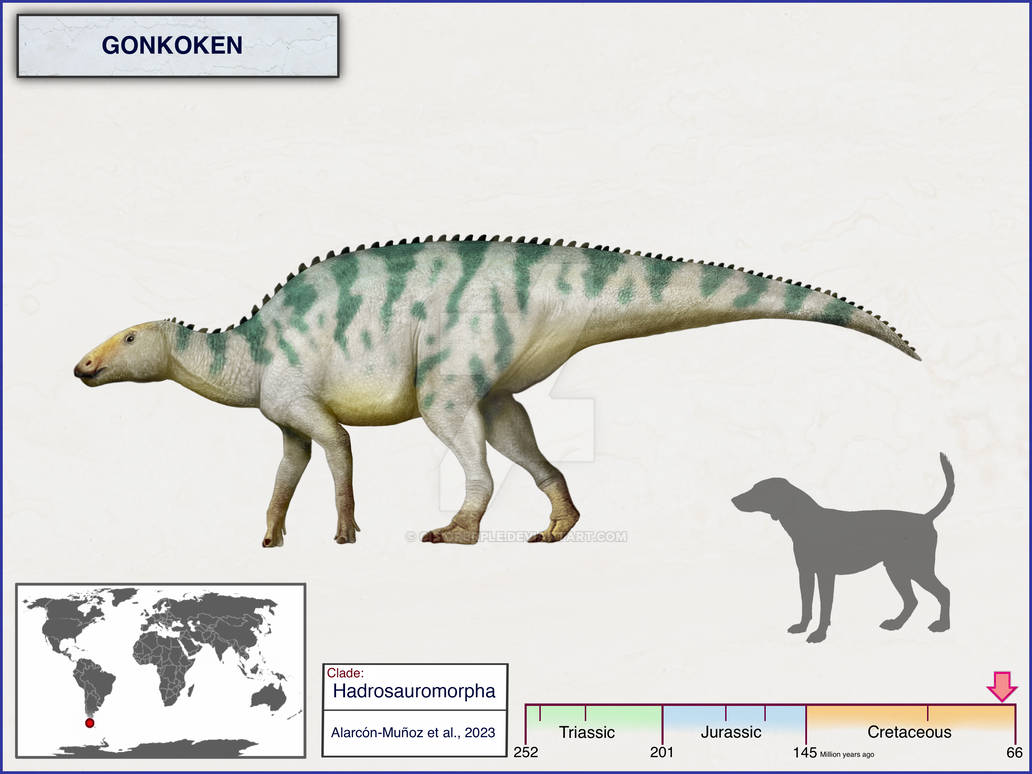 GONKOKEN
Clade:
Hadrosauromorpha
Alarcón-Muñoz et al., 2023
Triassic
Jurassic
Cretaceous
252
201
145
Million years ago
66